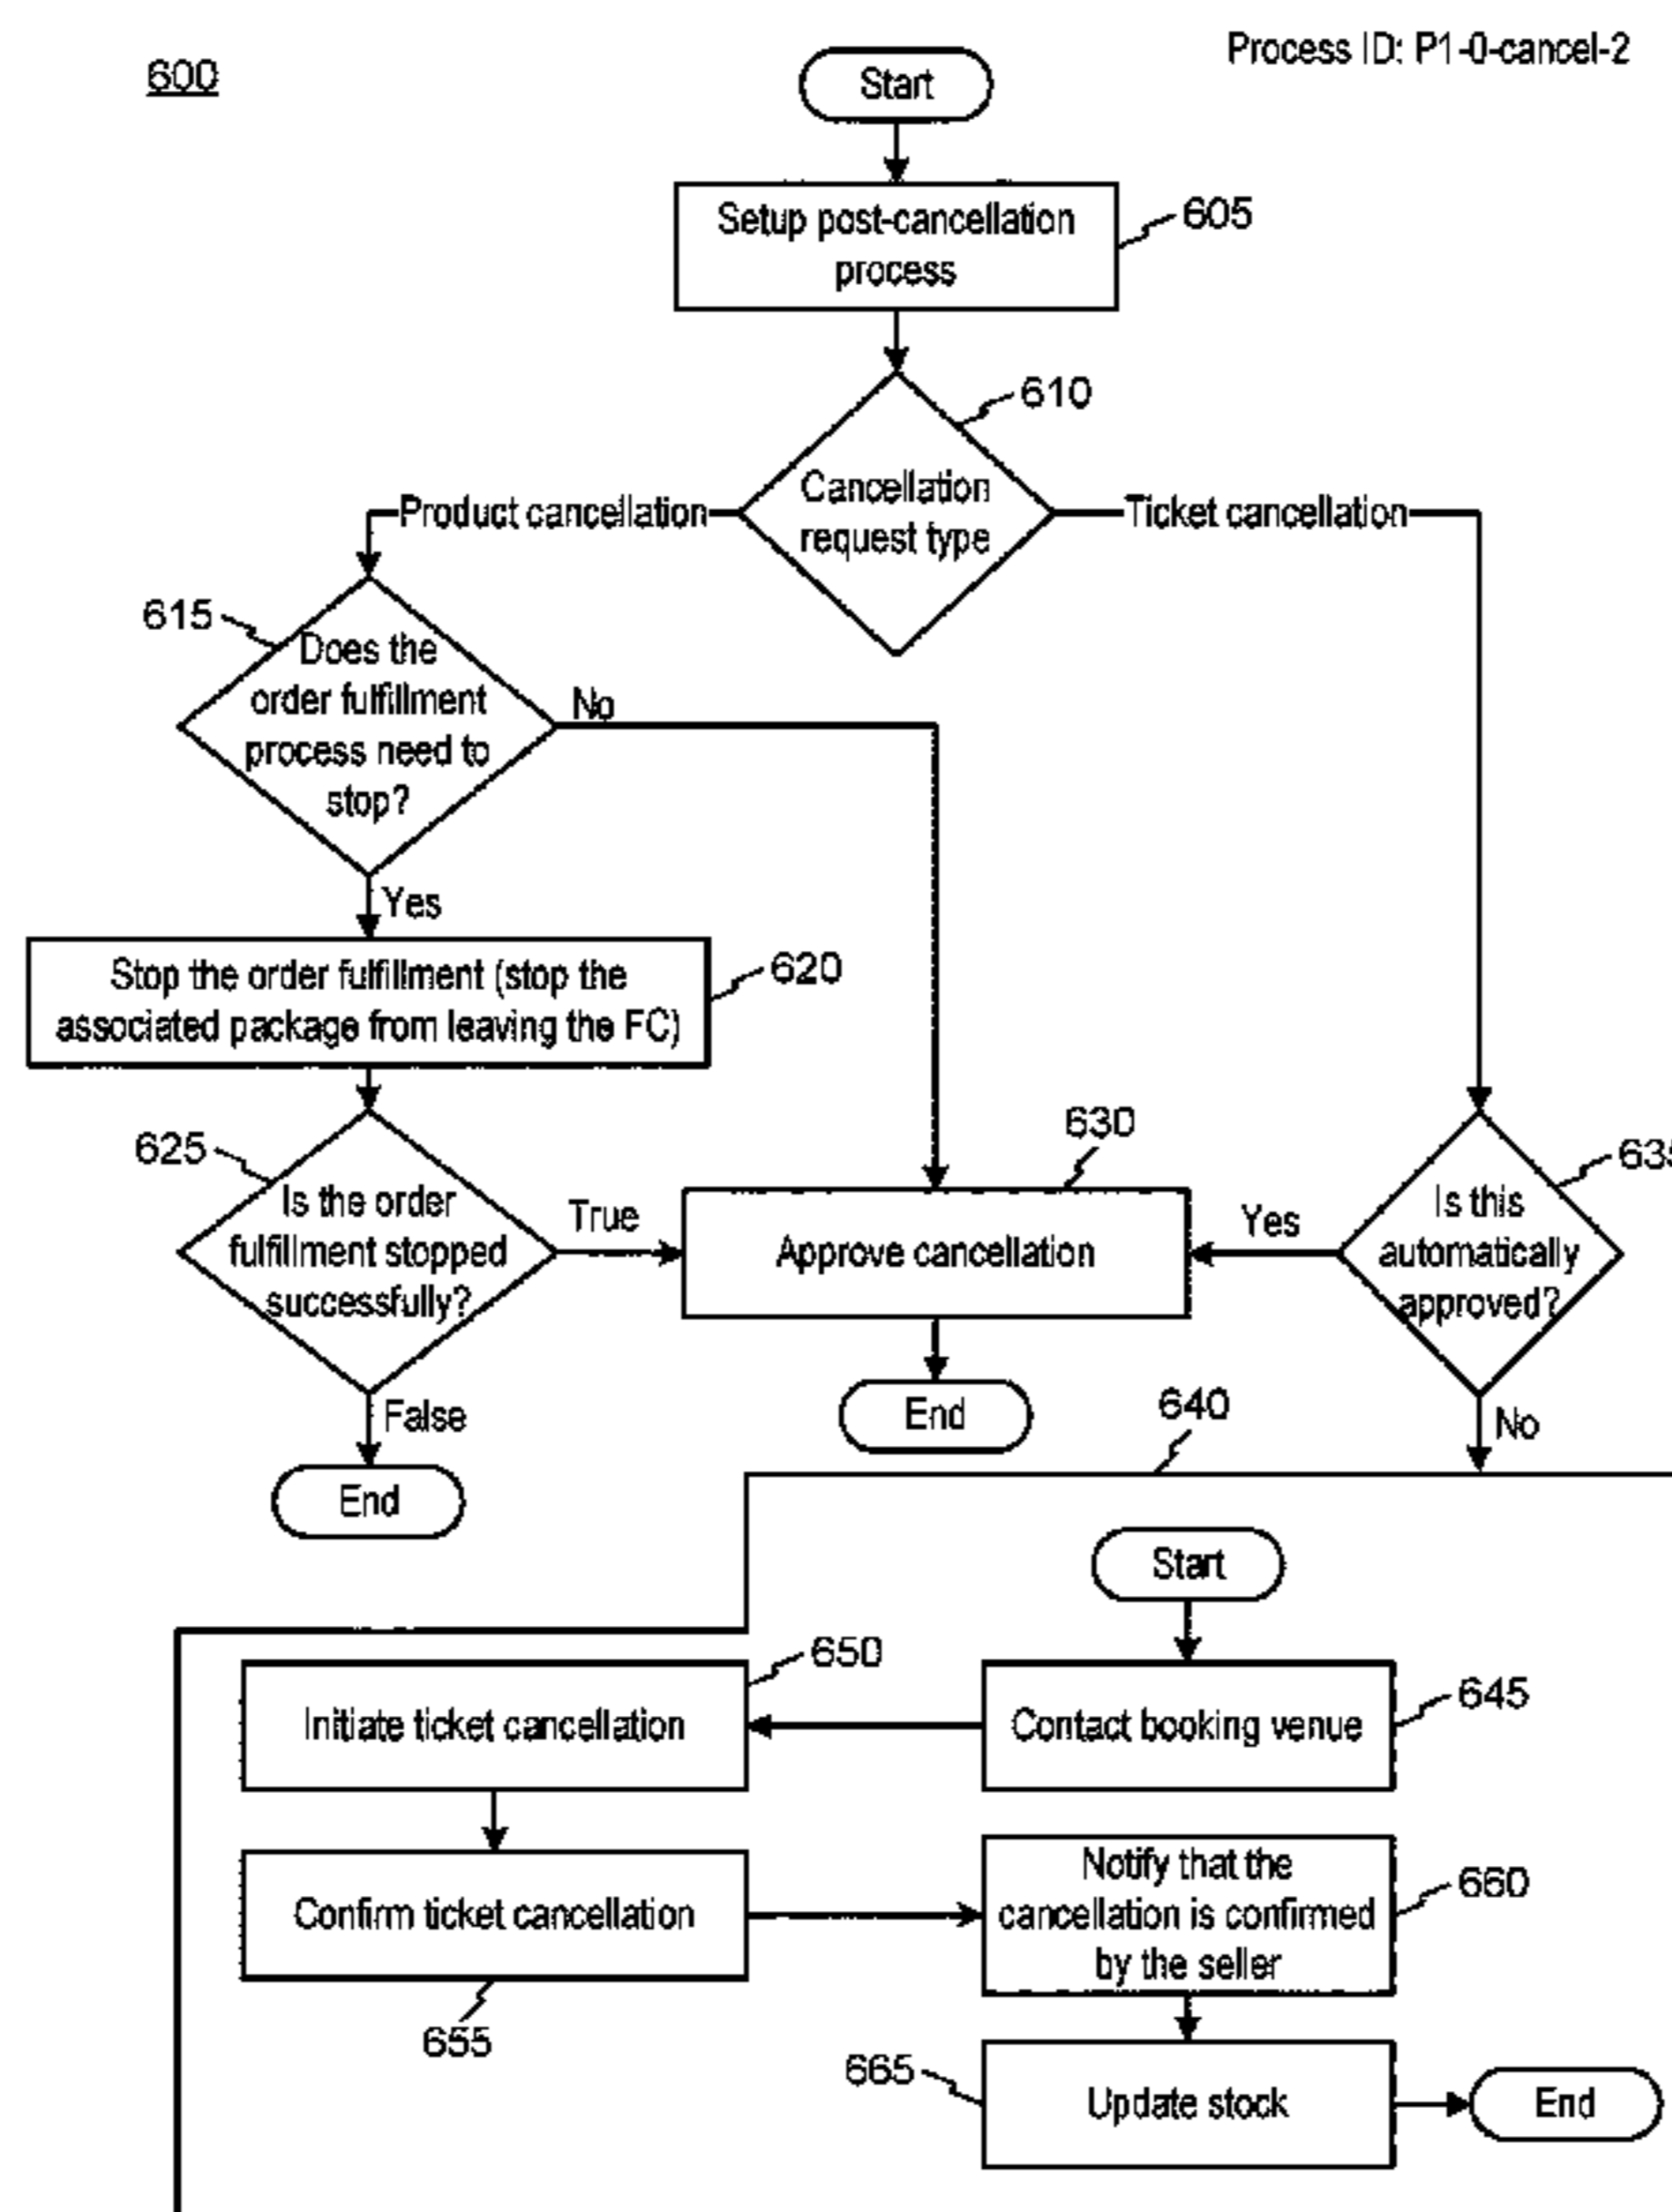 600
Process ID: P1-0-cancel-2
Start
Setup post-cancellation
process
605
610
Cancellation
request type
Product cancellation
Ticket cancellation
615
Does the
order fulfillment
process need to
stop?
No
Yes
Stop the order fulfillment (stop the
associated package from leaving the FC)
620
625
Is the order
fulfillment stopped
successfully?
True
630
Approve cancellation
Yes
635
Is this
automatically
approved?
False
End
End
640
No
Start
650
Initiate ticket cancellation
Contact booking venue
645
Confirm ticket cancellation
655
Notify that the
cancellation is confirmed
by the seller
660
665
Update stock
End